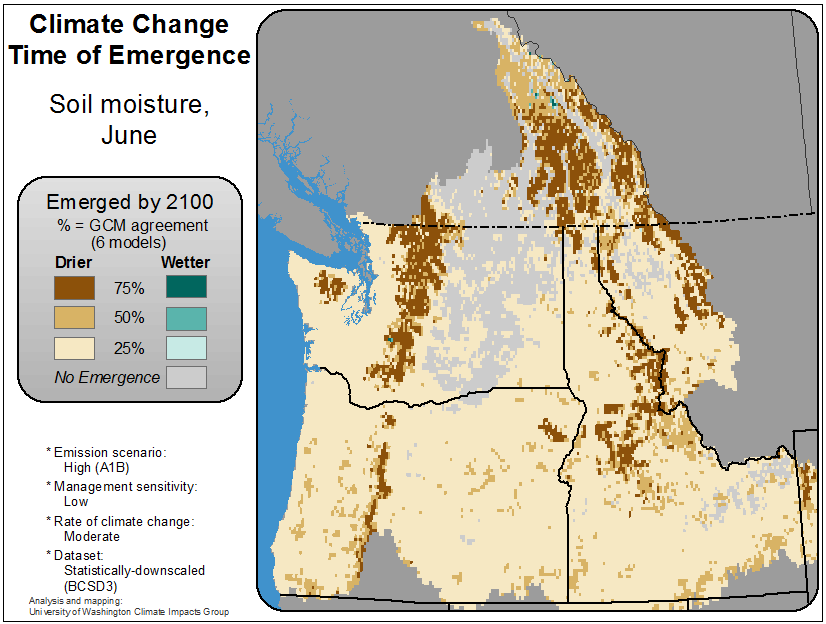 Climate Change
Time of Emergence
Soil moisture,
June
Emerged by 2100
% = GCM agreement
(6 models)
Drier Wetter
75%
50%
25%
No Emergence
* Emission scenario:
High (A1B)
* Management sensitivity:
Low
* Rate of climate change:
Moderate
* Dataset:
Statistically-downscaled
(BCSD3)
Analysis and mapping:
University of Washington Climate Impacts Group